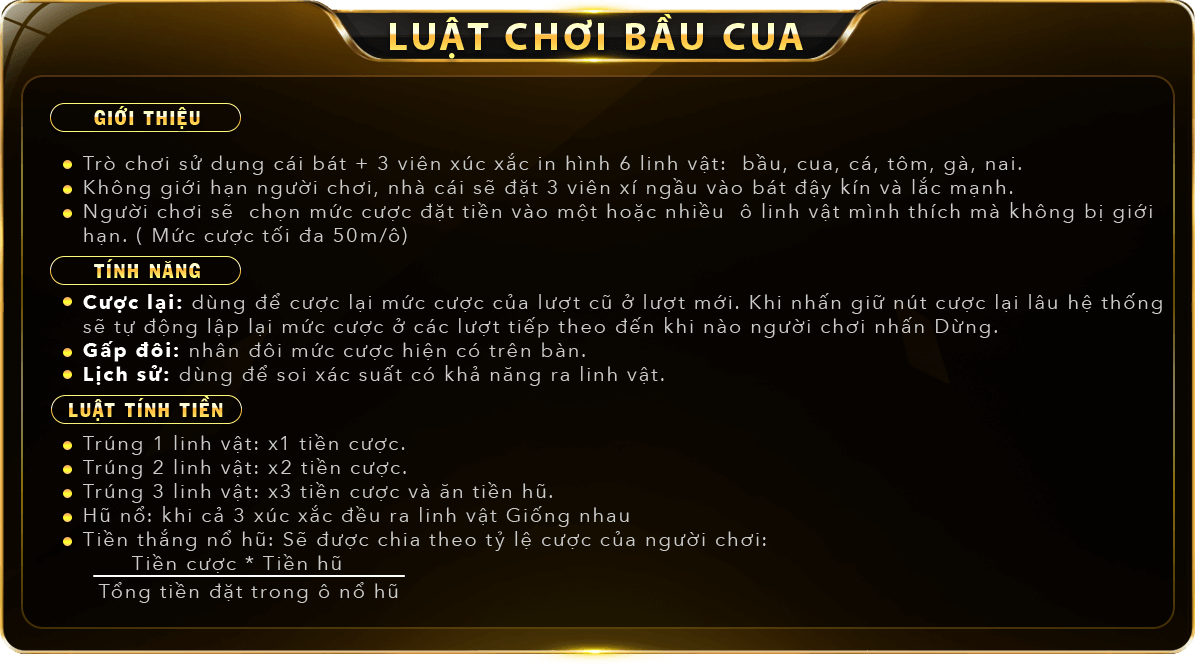 LUẬT CHƠI BẦU CUA
GIỚI THIỆU
Trò chơi sử dụng cái bát + 3 viên xúc xắc in hình 6 linh vật: bầu, cua, cá, tôm, gà, nai.
Không giới hạn người chơi, nhà cái sẽ đặt 3 viên xí ngầu vào bát đậy kín và lắc mạnh.
Người chơi sẽ chọn mức cược đặt tiền vào một hoặc nhiều ô linh vật mình thích mà không bị giới
hạn. ( Mức cược tối đa 50m/ô)
TÍNH NĂNG
Cược lại: dùng để cược lại mức cược của lượt cũ ở lượt mới. Khi nhấn giữ nút cược lại lâu hệ thống
sẽ tự động lập lại mức cược ở các lượt tiếp theo đến khi nào người chơi nhấn Dừng.
Gấp đôi: nhân đôi mức cược hiện có trên bàn.
Lịch sử: dùng để soi xác suất có khả năng ra linh vật.
LUẬT TÍNH TIỀN
Trúng 1 linh vật: x1 tiền cược.
Trúng 2 linh vật: x2 tiền cược.
Trúng 3 linh vật: x3 tiền cược và ăn tiền hũ.
Hũ nổ: khi cả 3 xúc xắc đều ra linh vật Giống nhau
Tiền thắng nổ hũ: Sẽ được chia theo tỷ lệ cược của người chơi:
Tiền cược * Tiền hũ
Tổng tiền đặt trong ô nổ hũ